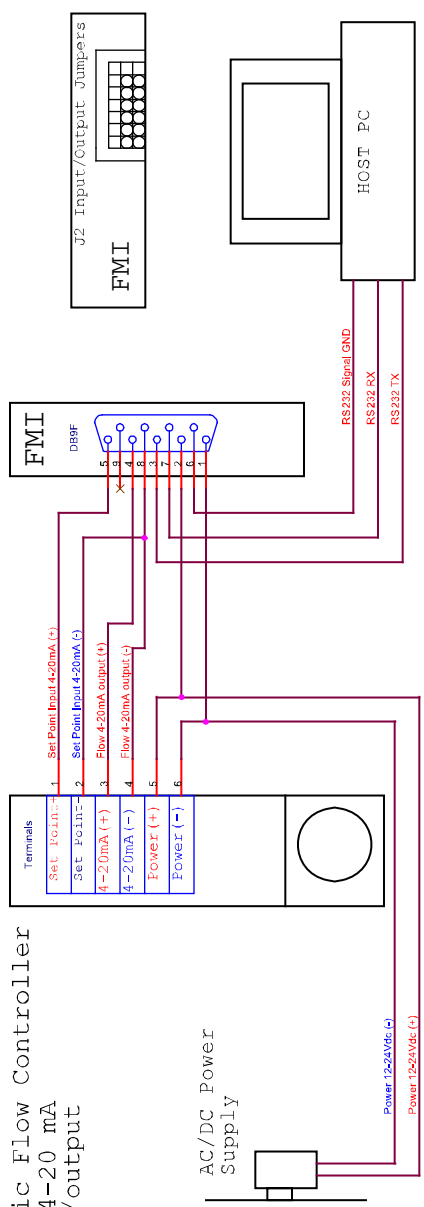 J2 Input/Output Jumpers
FMI
HOST PC
RS232 Signal GND
RS232 RX
RS232 TX
FMI
DB9F
5
9
4
8
3
7
2
6
1
Set Point Input 4-20mA (+)
Set Point Input 4-20mA (-)
Flow 4-20mA output (+)
Flow 4-20mA output (-)
1
2
3
4
5
6
Terminals
Set Point+
Set Point-
4-20mA (+)
4-20mA (-)
Power(+)
Power(-)
ic Flow Controller
4-20 mA
/output
AC/DC Power
Supply
Power 12-24Vdc (-)
Power 12-24Vdc (+)